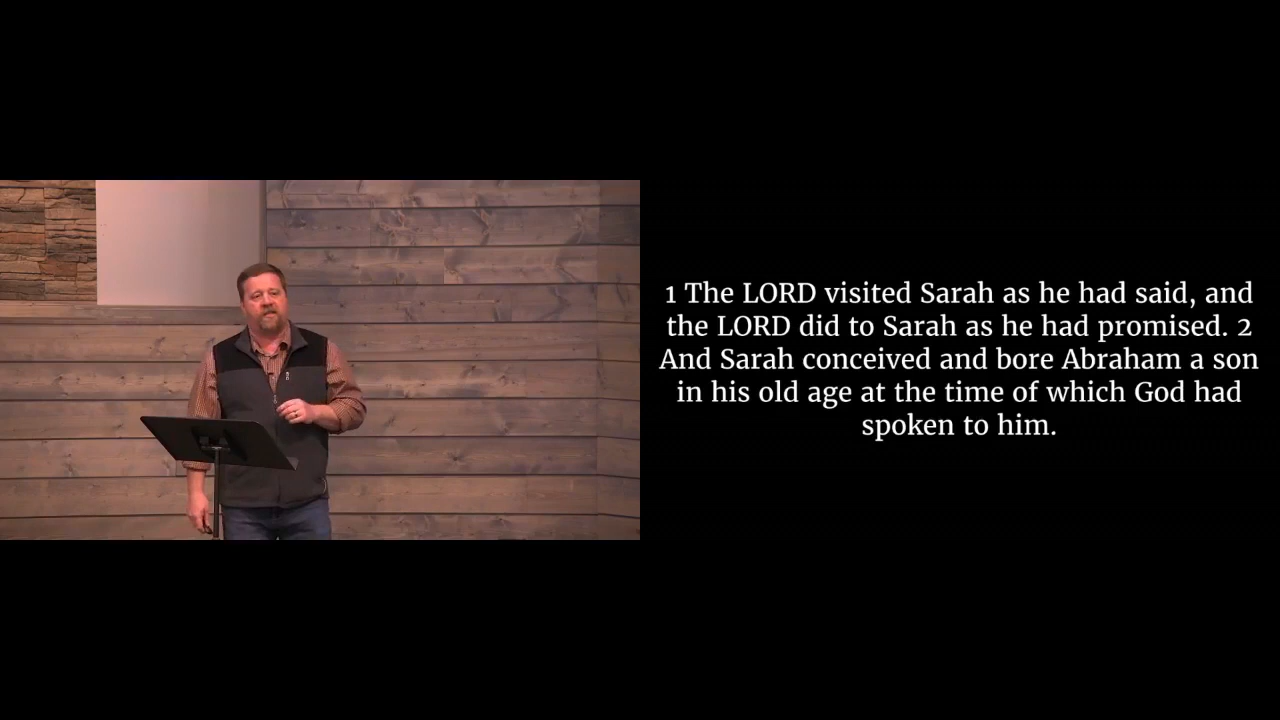 1 The LORD visited Sarah as he had said, and
the LORD did to Sarah as he had promised. 2
And Sarah conceived and bore Abraham a son
in his old age at the time of which God had
spoken to him.